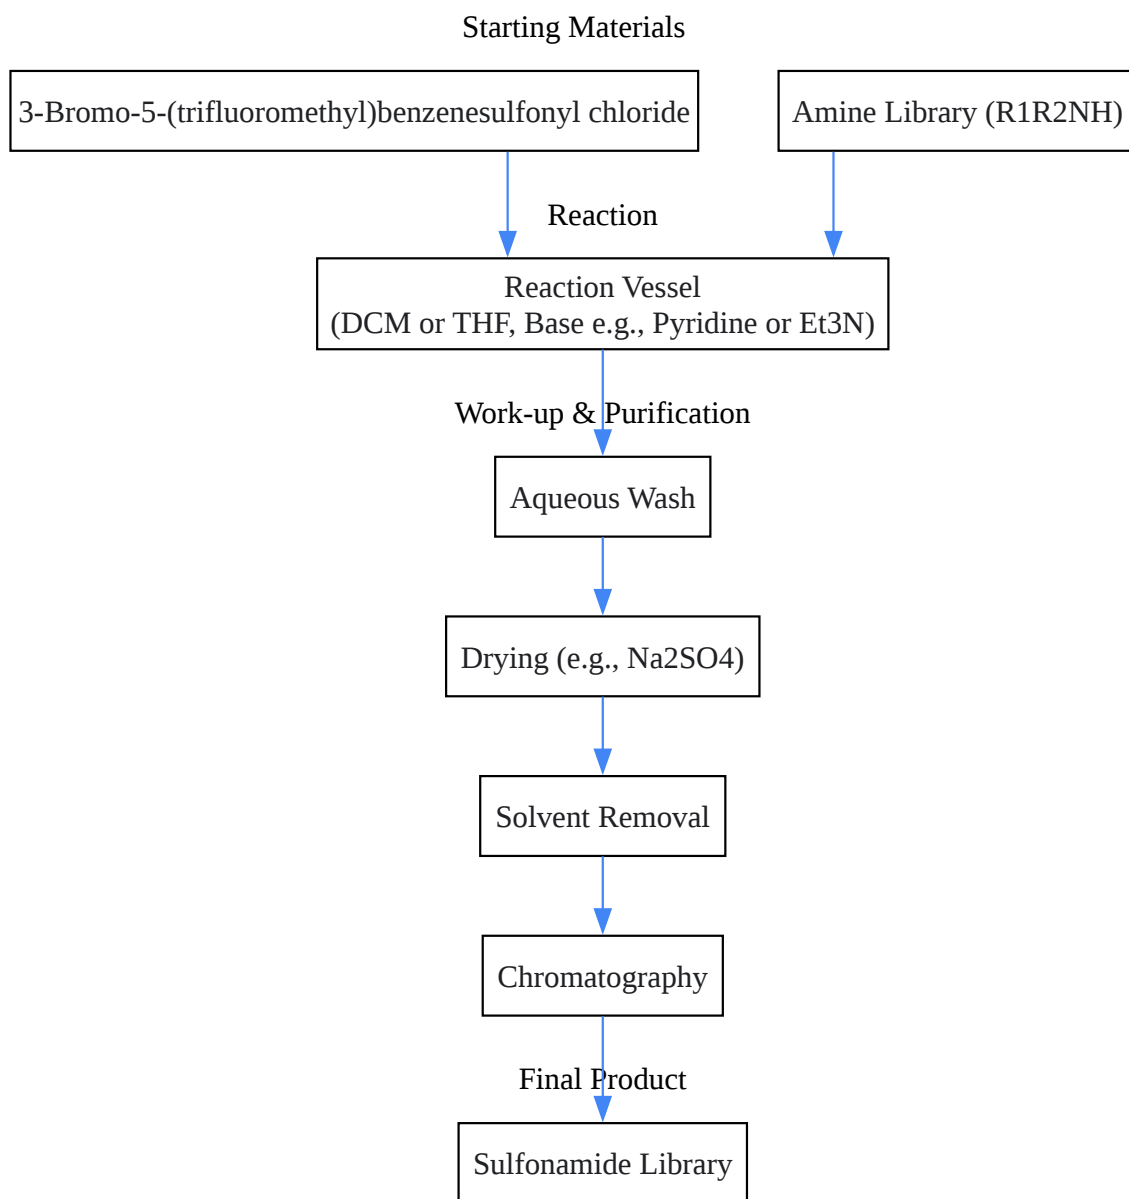 Starting Materials
3-Bromo-5-(trifluoromethyl)benzenesulfonyl chloride
Amine Library (R1R2NH)
Reaction
Reaction Vessel
(DCM or THF, Base e.g., Pyridine or Et3N)
Work-up & Purification
Aqueous Wash
Drying (e.g., Na2SO4)
Solvent Removal
Chromatography
Final Product
Sulfonamide Library